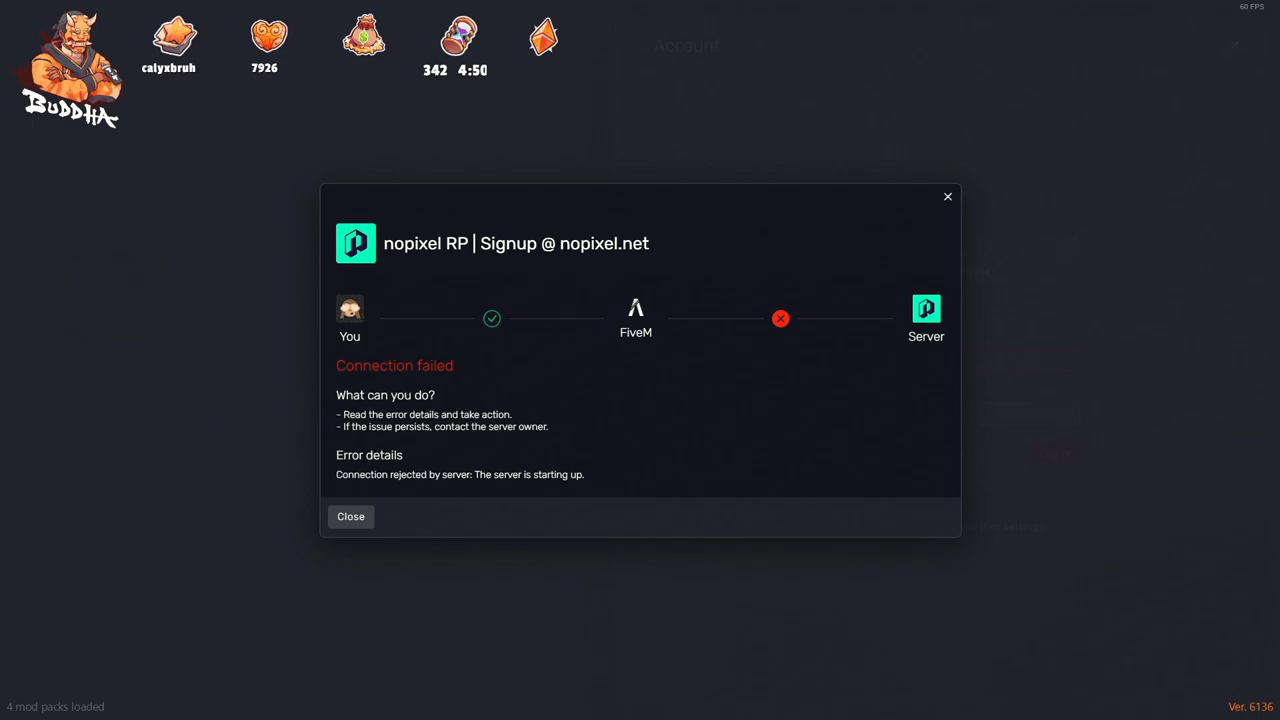 60 FPS
Account
BUDDHA
calyxbruh
7926
342 4:50
nopixel RP | Signup @ nopixel.net
You
FiveM
Server
Connection failed
What can you do?
- Read the error details and take action.
- If the issue persists, contact the server owner.
Error details
Connection rejected by server: The server is starting up.
Close
4 mod packs loaded
Ver. 6136